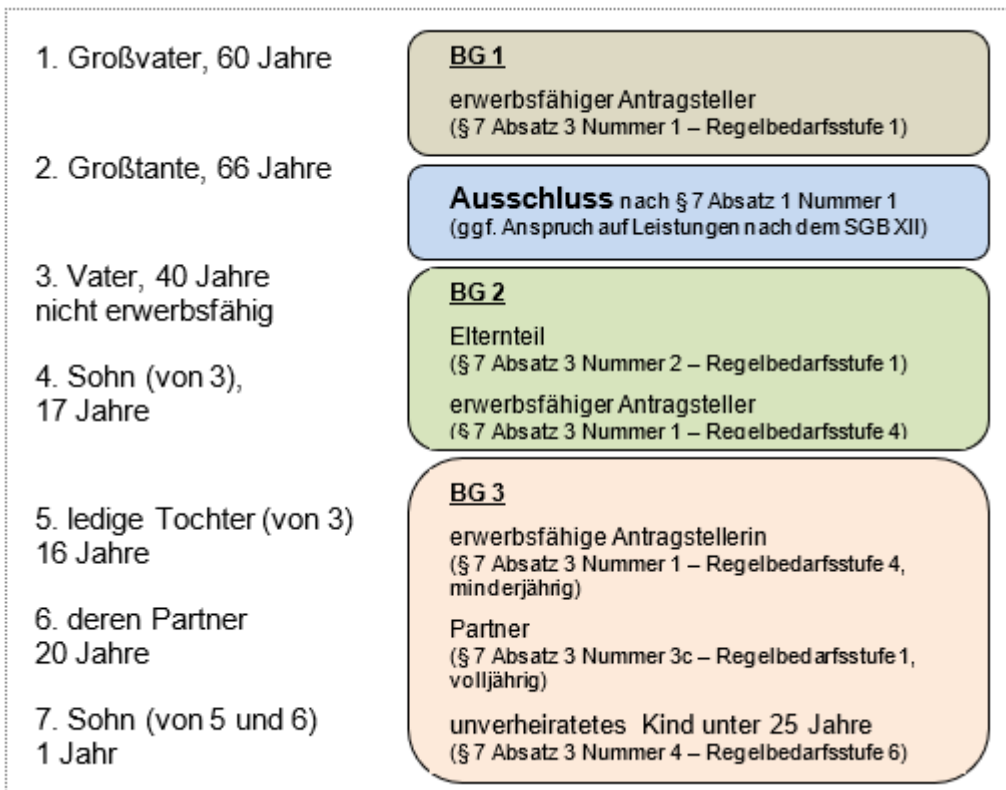 1. Großvater, 60 Jahre
BG 1
erwerbsfähiger Antragsteller
(§ 7 Absatz 3 Nummer 1 – Regelbedarfsstufe 1)
2. Großtante, 66 Jahre
Ausschluss nach § 7 Absatz 1 Nummer 1
(ggf. Anspruch auf Leistungen nach dem SGB XII)
3. Vater, 40 Jahre
nicht erwerbsfähig
BG 2
Elternteil
(§ 7 Absatz 3 Nummer 2 – Regelbedarfsstufe 1)
4. Sohn (von 3),
17 Jahre
erwerbsfähiger Antragsteller
(§ 7 Absatz 3 Nummer 1 – Regelbedarfsstufe 4)
BG 3
5. ledige Tochter (von 3)
16 Jahre
erwerbsfähige Antragstellerin
(§ 7 Absatz 3 Nummer 1 – Regelbedarfsstufe 4,
minderjährig)
6. deren Partner
20 Jahre
Partner
(§ 7 Absatz 3 Nummer 3c – Regelbedarfsstufe 1,
volljährig)
7. Sohn (von 5 und 6)
1 Jahr
unverheiratetes Kind unter 25 Jahre
(§ 7 Absatz 3 Nummer 4 – Regelbedarfsstufe 6)